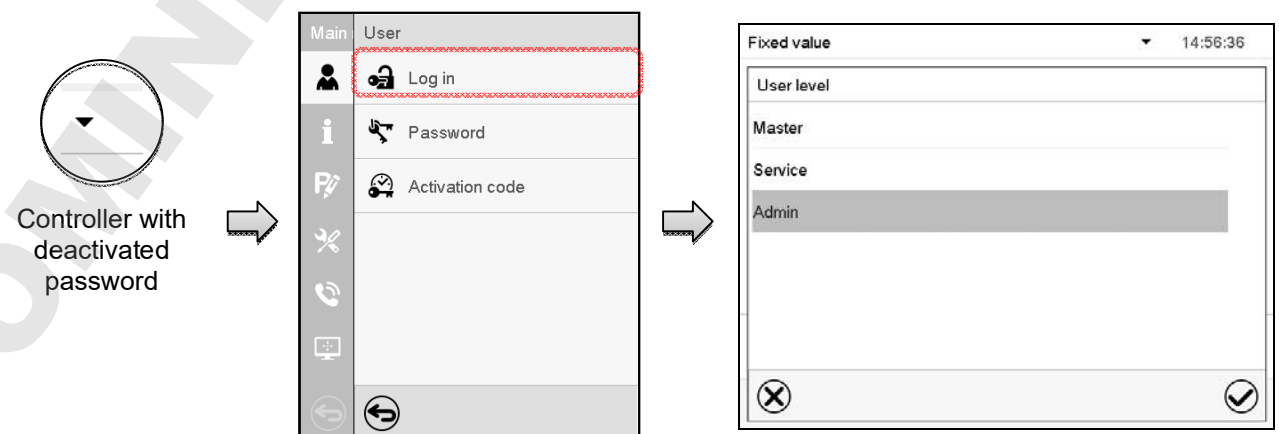 Controller with
deactivated
password
Main
User
Log in
Password
Activation code
Fixed value
14:56:36
User level
Master
Service
Admin